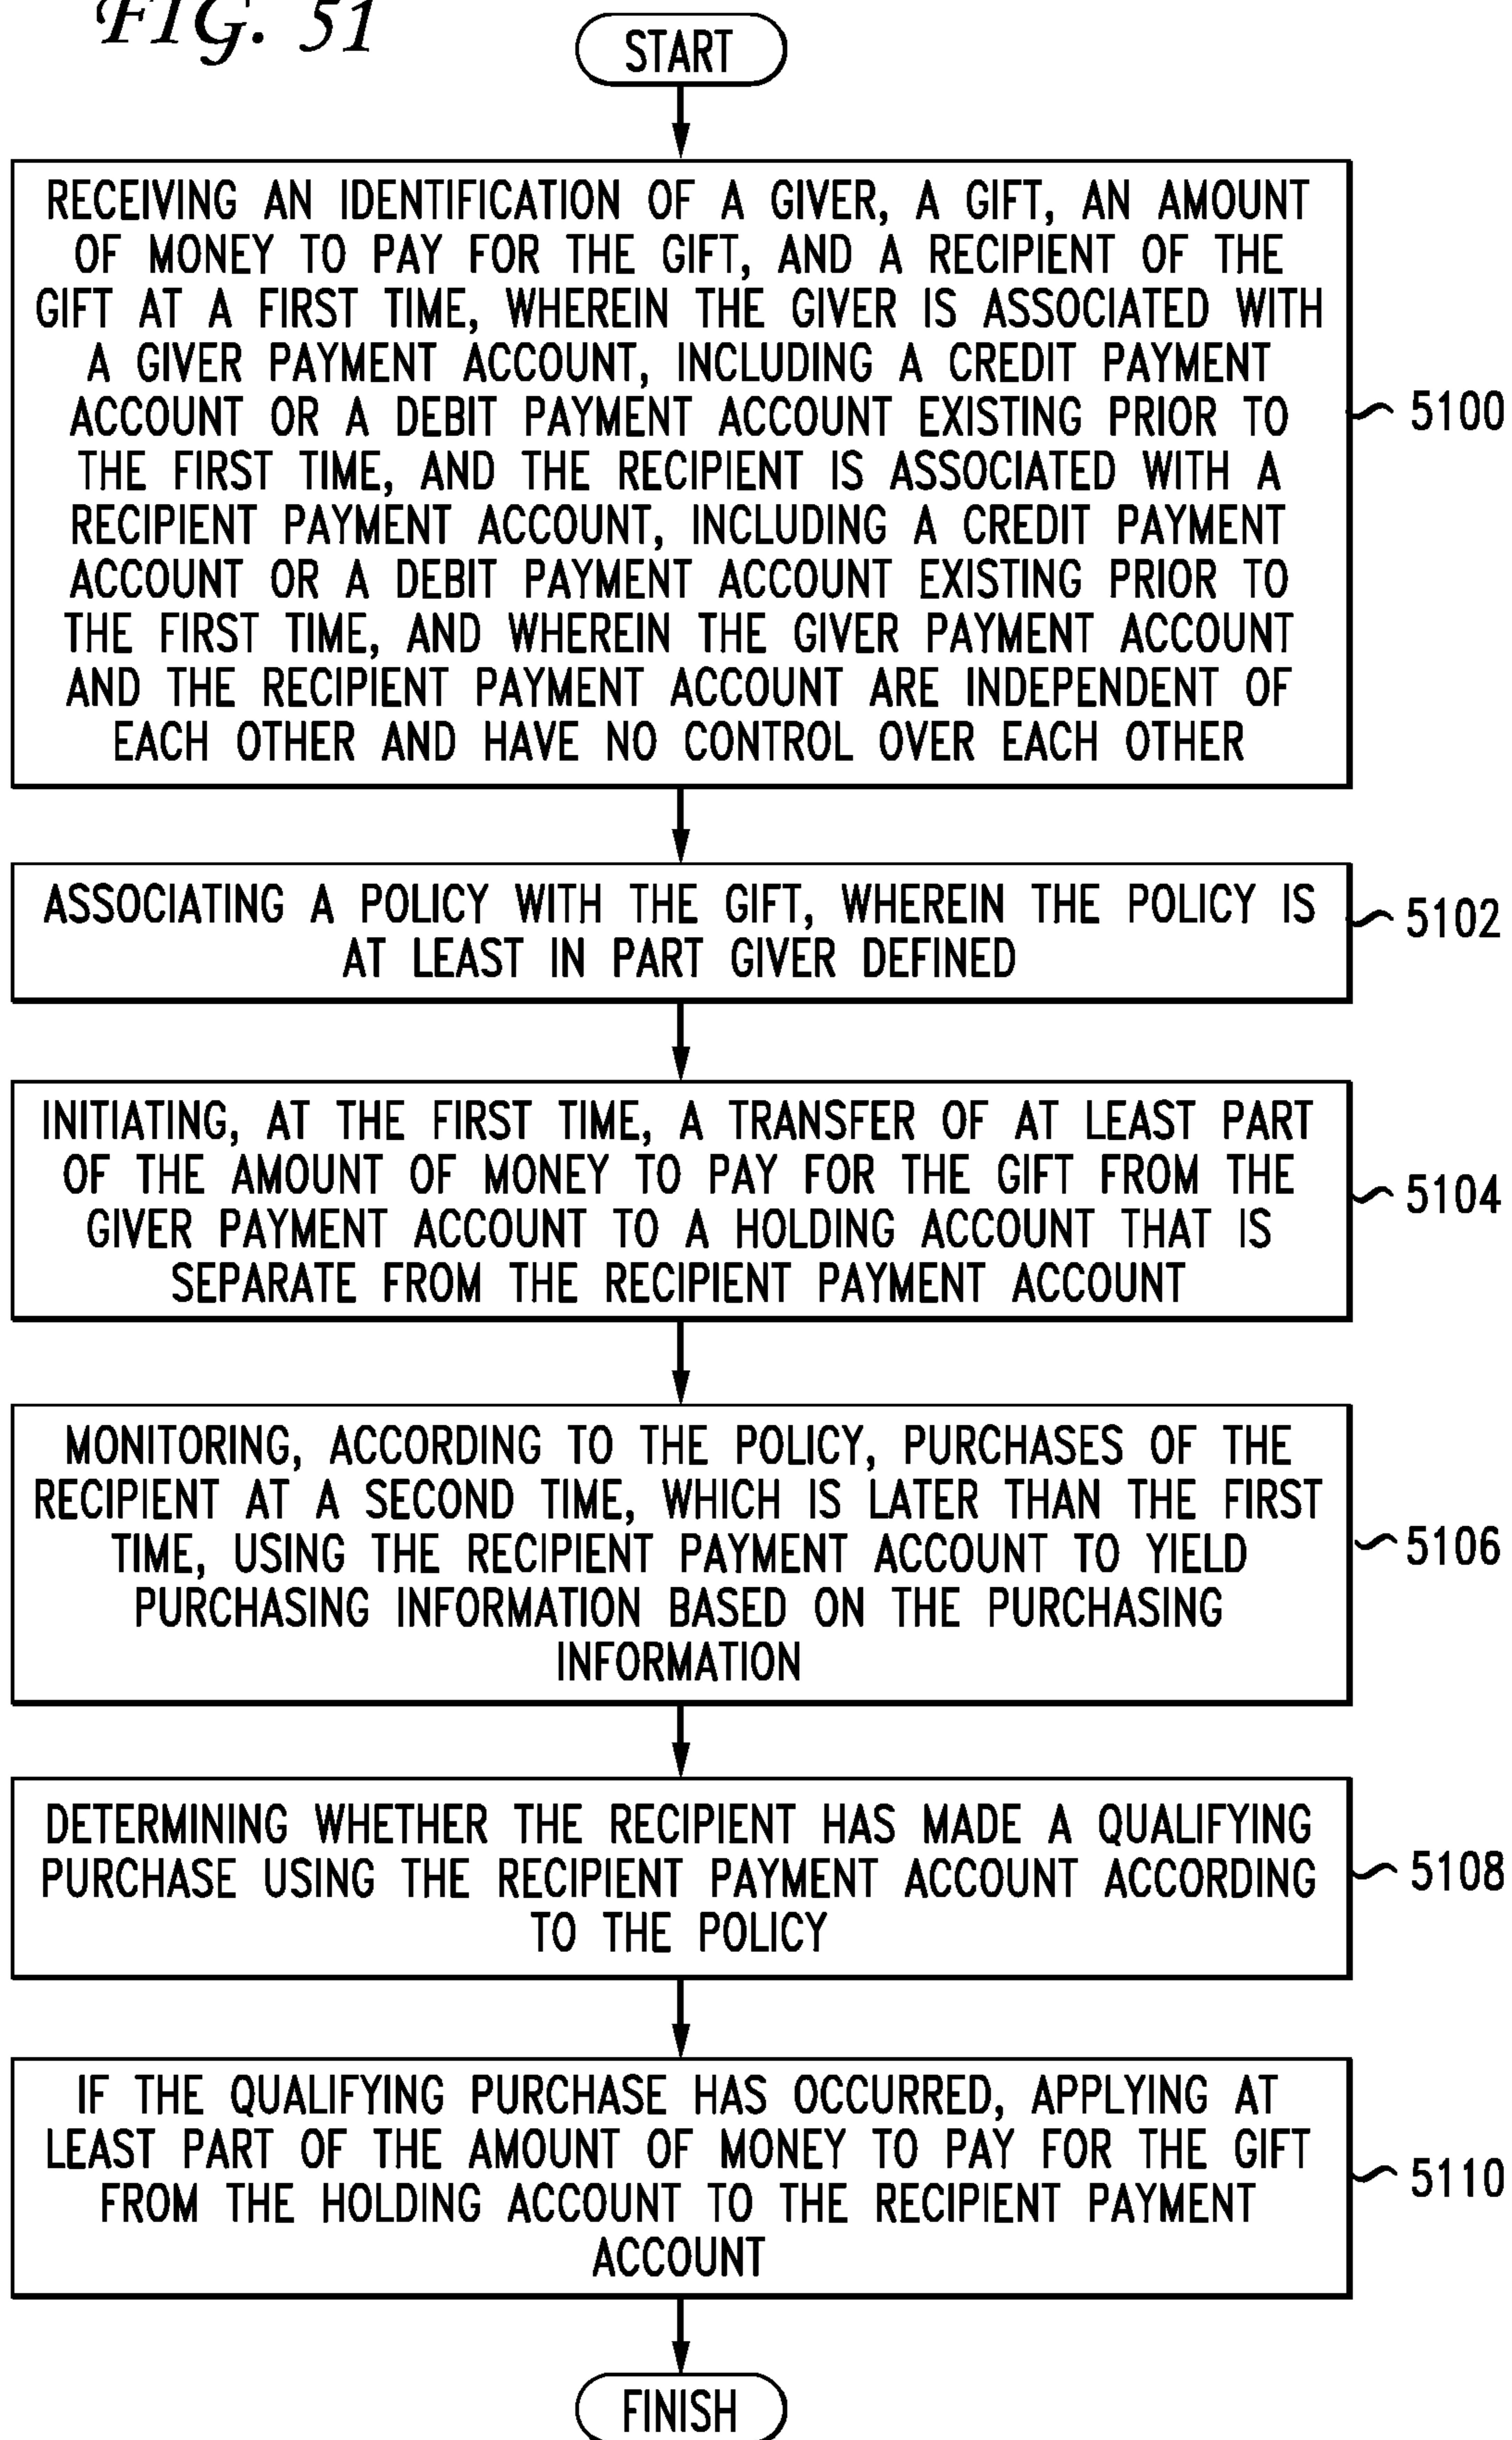 FIG. 51
START
RECEIVING AN IDENTIFICATION OF A GIVER, A GIFT, AN AMOUNT
OF MONEY TO PAY FOR THE GIFT, AND A RECIPIENT OF THE
GIFT AT A FIRST TIME, WHEREIN THE GIVER IS ASSOCIATED WITH
A GIVER PAYMENT ACCOUNT, INCLUDING A CREDIT PAYMENT
ACCOUNT OR A DEBIT PAYMENT ACCOUNT EXISTING PRIOR TO
THE FIRST TIME, AND THE RECIPIENT IS ASSOCIATED WITH A
RECIPIENT PAYMENT ACCOUNT, INCLUDING A CREDIT PAYMENT
ACCOUNT OR A DEBIT PAYMENT ACCOUNT EXISTING PRIOR TO
THE FIRST TIME, AND WHEREIN THE GIVER PAYMENT ACCOUNT
AND THE RECIPIENT PAYMENT ACCOUNT ARE INDEPENDENT OF
EACH OTHER AND HAVE NO CONTROL OVER EACH OTHER
5100
ASSOCIATING A POLICY WITH THE GIFT, WHEREIN THE POLICY IS
AT LEAST IN PART GIVER DEFINED
5102
INITIATING, AT THE FIRST TIME, A TRANSFER OF AT LEAST PART
OF THE AMOUNT OF MONEY TO PAY FOR THE GIFT FROM THE
GIVER PAYMENT ACCOUNT TO A HOLDING ACCOUNT THAT IS
SEPARATE FROM THE RECIPIENT PAYMENT ACCOUNT
5104
MONITORING, ACCORDING TO THE POLICY, PURCHASES OF THE
RECIPIENT AT A SECOND TIME, WHICH IS LATER THAN THE FIRST
TIME, USING THE RECIPIENT PAYMENT ACCOUNT TO YIELD
PURCHASING INFORMATION BASED ON THE PURCHASING
INFORMATION
5106
DETERMINING WHETHER THE RECIPIENT HAS MADE A QUALIFYING
PURCHASE USING THE RECIPIENT PAYMENT ACCOUNT ACCORDING
TO THE POLICY
5108
IF THE QUALIFYING PURCHASE HAS OCCURRED, APPLYING AT
LEAST PART OF THE AMOUNT OF MONEY TO PAY FOR THE GIFT
FROM THE HOLDING ACCOUNT TO THE RECIPIENT PAYMENT
ACCOUNT
5110
FINISH